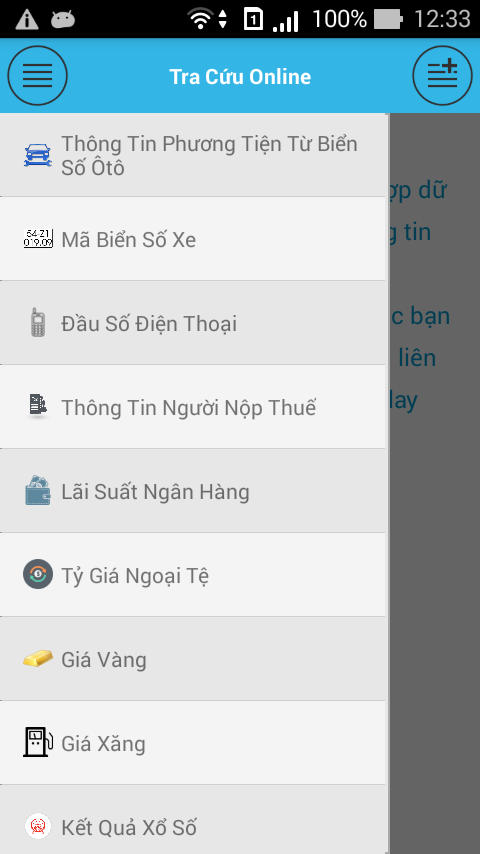 1 100% 12:33
Tra Cứu Online
Thông Tin Phương Tiện Từ Biển
Số Ôtô
54-Z1
019.09
Mã Biển Số Xe
Đầu Số Điện Thoại
Thông Tin Người Nộp Thuế
Lãi Suất Ngân Hàng
Tỷ Giá Ngoại Tệ
Giá Vàng
Giá Xăng
Kết Quả Xổ Số
dữ
tin
bạn
liên